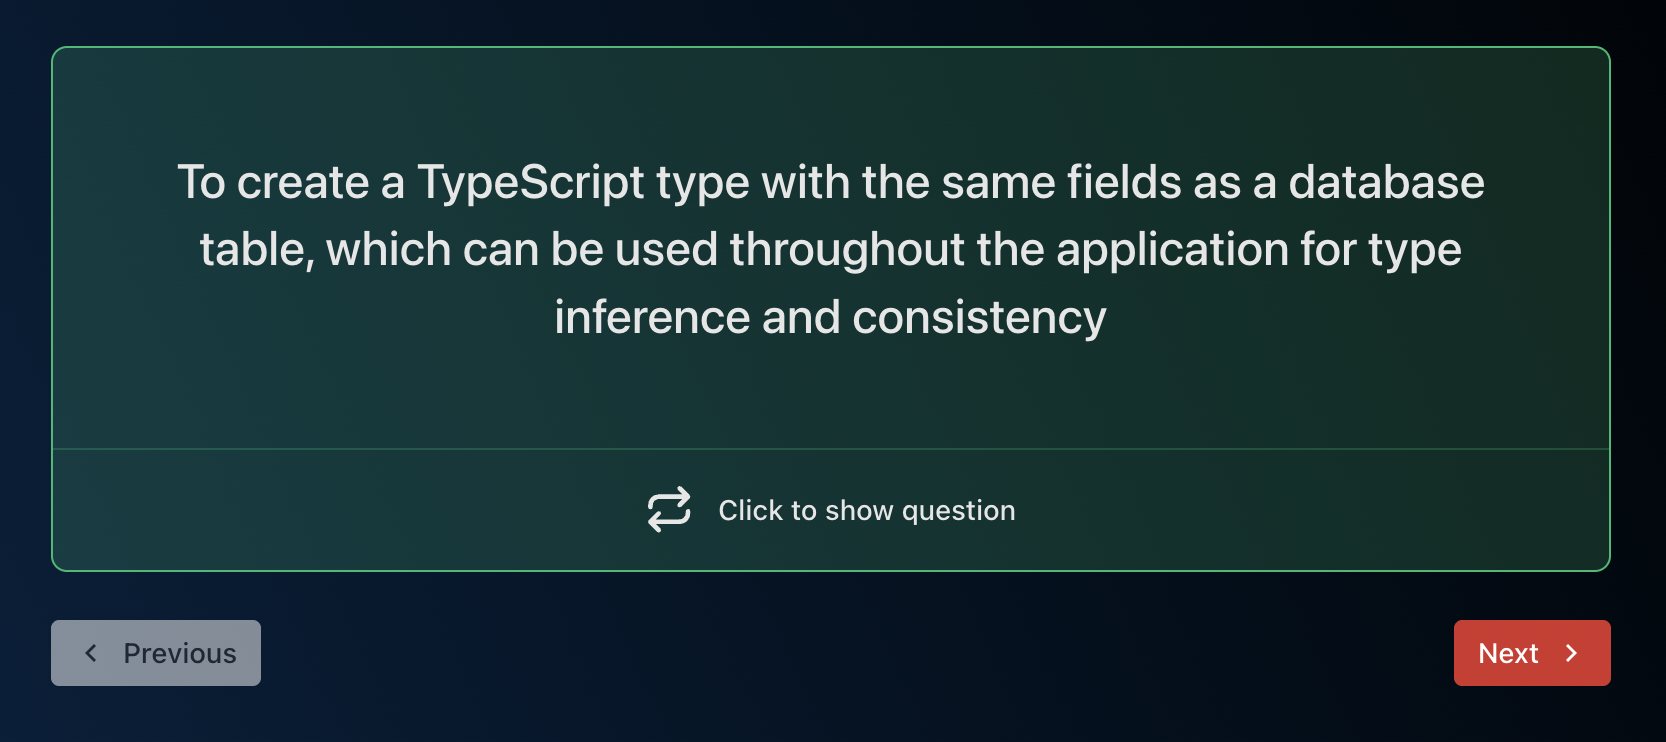 To create a TypeScript type with the same fields as a database
table, which can be used throughout the application for type
inference and consistency
Click to show question
Previous
Next